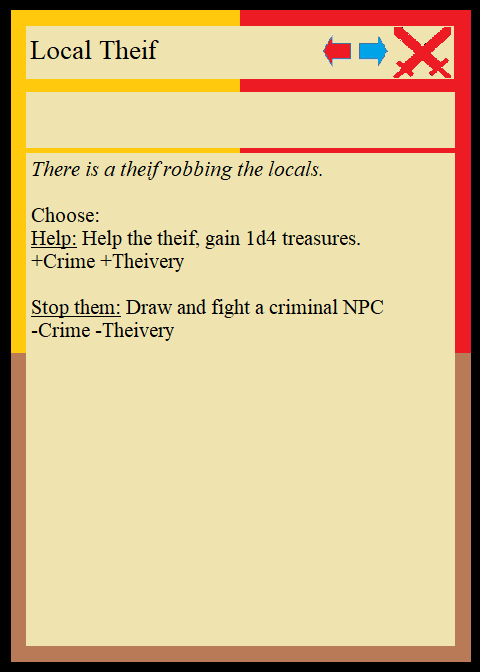 Local Theif
There is a theif robbing the locals.
Choose:
Help: Help the theif, gain 1d4 treasures.
+Crime +Theivery
Stop them: Draw and fight a criminal NPC
-Crime -Theivery